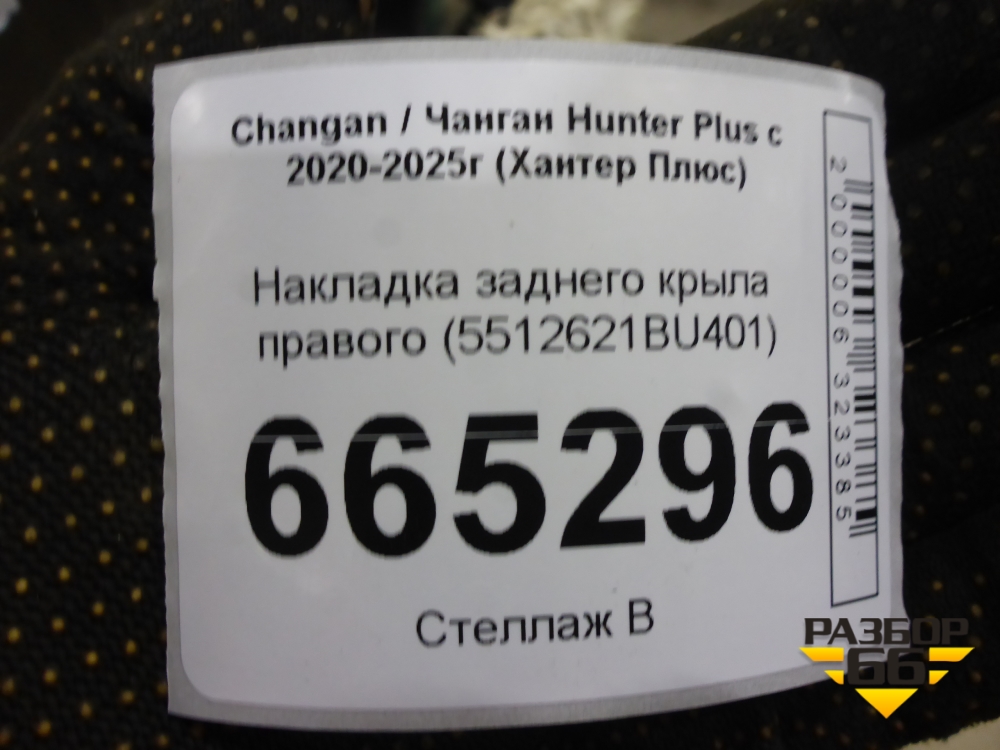 Changan / Чанган Hunter Plus с
2020-2025г (Хантер Плюс)
Накладка заднего крыла
правого (5512621BU401)
665296
Стеллаж В
2000006323385
РАЗБОР
66